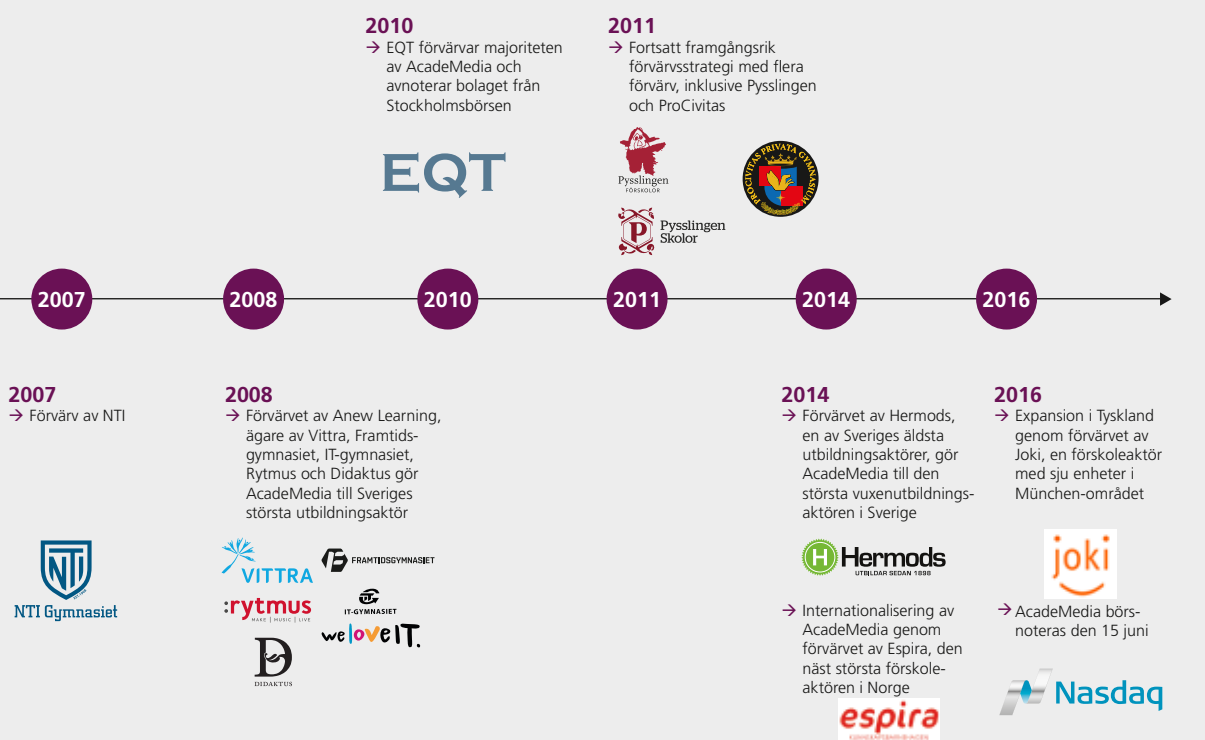 2010
→ EQT förvärvar majoriteten
av AcadeMedia och
avnoterar bolaget från
Stockholmsbörsen
EQT
2011
→ Fortsatt framgångsrik
förvärvsstrategi med flera
förvärv, inklusive Pysslingen
och ProCivitas
Pysslingen
FÖRSKOLOR
PROCIVITAS PRIVATA GYMNASIUM
P
Pysslingen
Skolor
2007
2008
2010
2011
2014
2016
2007
→ Förvärv av NTI
NTI
NTI Gymnasiet
2008
→ Förvärvet av Anew Learning,
ägare av Vittra, Framtids-
gymnasiet, IT-gymnasiet,
Rytmus och Didaktus gör
AcadeMedia till Sveriges
största utbildningsaktör
VITTRA
FRAMTIDSGYMNASIET
:rytmus
MAKE | MUSIC | LIVE
IT-GYMNASIET
we love IT.
D
DIDAKTUS
2014
→ Förvärvet av Hermods,
en av Sveriges äldsta
utbildningsaktörer, gör
AcadeMedia till den
största vuxenutbildnings-
aktören i Sverige
H Hermods
UTBILDAR SEDAN 1898
→ Internationalisering av
AcadeMedia genom
förvärvet av Espira, den
näst största förskole-
aktören i Norge
espira
2016
→ Expansion i Tyskland
genom förvärvet av
Joki, en förskoleaktör
med sju enheter i
München-området
joki
→ AcadeMedia börs-
noteras den 15 juni
Nasdaq